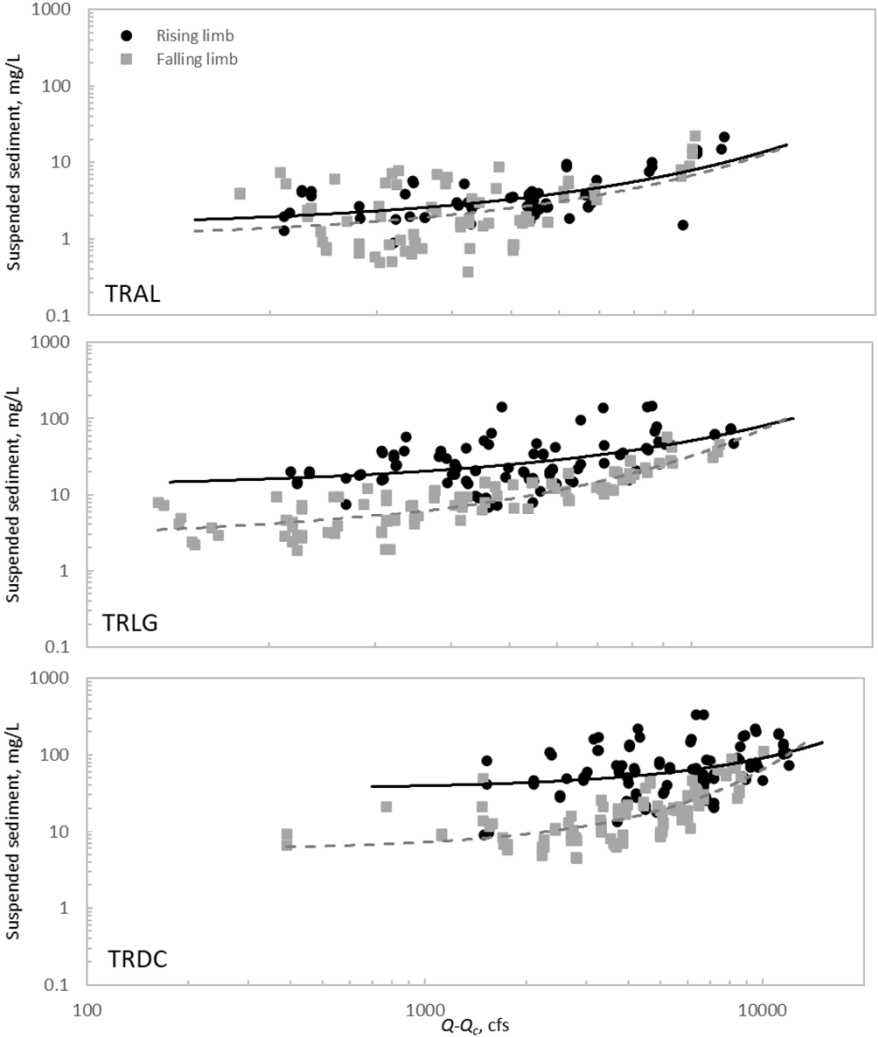 1000
Rising limb
Falling limb
100
10
1
0.1
Suspended sediment, mg/L
TRAL
1000
100
10
1
0.1
Suspended sediment, mg/L
TRLG
1000
100
10
1
0.1
Suspended sediment, mg/L
TRDC
100
1000
10000
Q-Qc, cfs